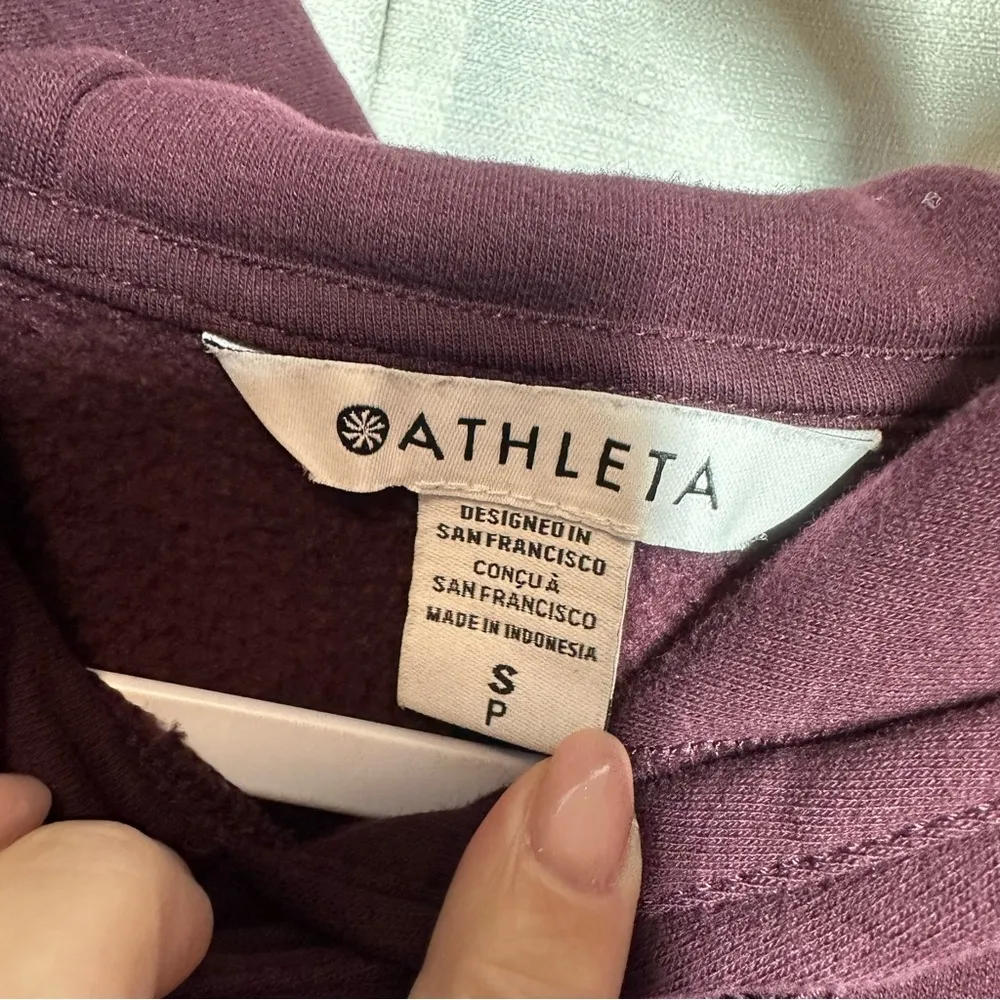 ATHLETA
DESIGNED IN
SAN FRANCISCO
CONÇU À
SAN FRANCISCO
MADE IN INDONESIA
S
P